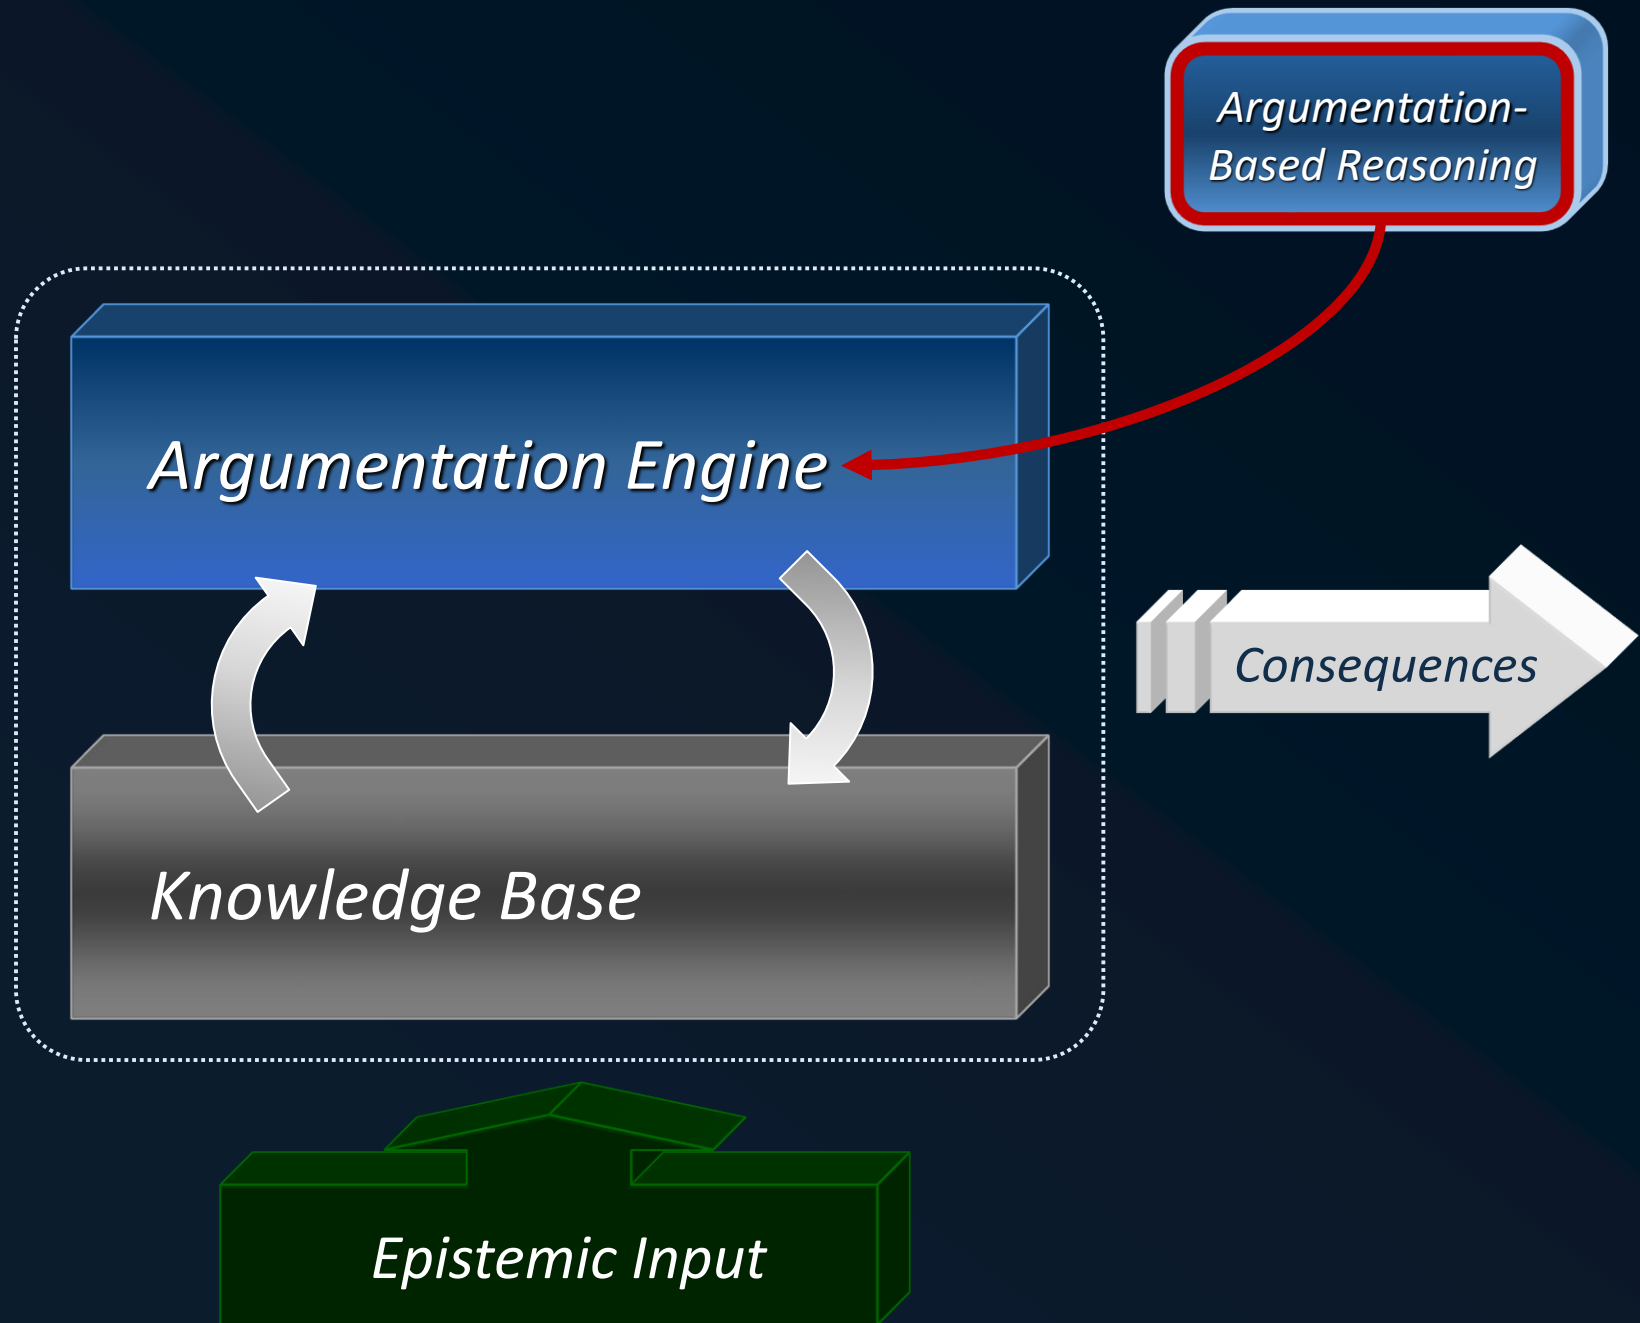 Argumentation-
Based Reasoning
Argumentation Engine
Consequences
Knowledge Base
Epistemic Input